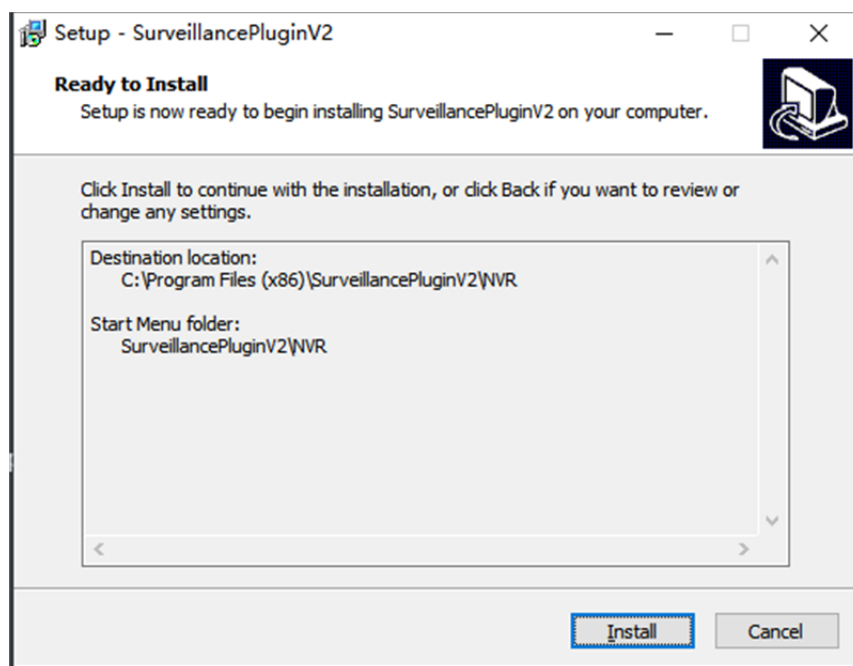 Setup - SurveillancePluginV2
Ready to Install
Setup is now ready to begin installing SurveillancePluginV2 on your computer.
Click Install to continue with the installation, or click Back if you want to review or
change any settings.
Destination location:
C:\Program Files (x86)\SurveillancePluginV2\NVR
Start Menu folder:
SurveillancePluginV2\NVR
Install
Cancel